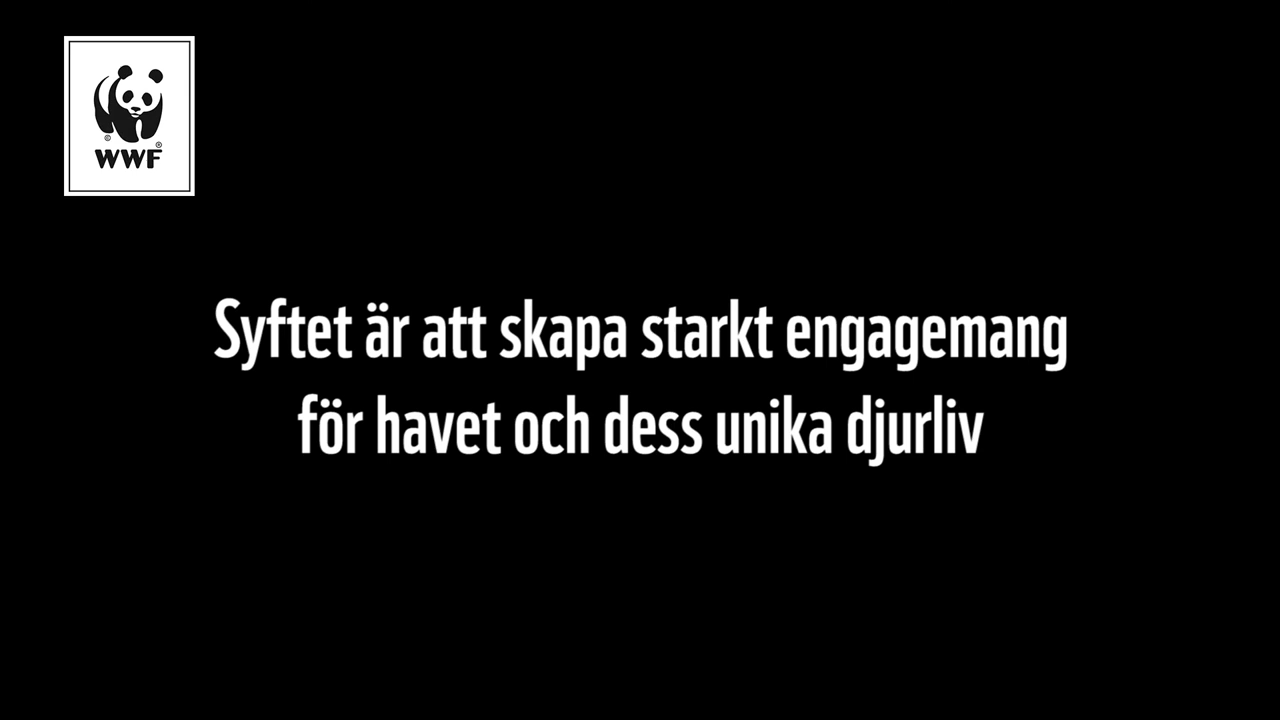 WWF
Syftet är att skapa starkt engagemang
för havet och dess unika djurliv